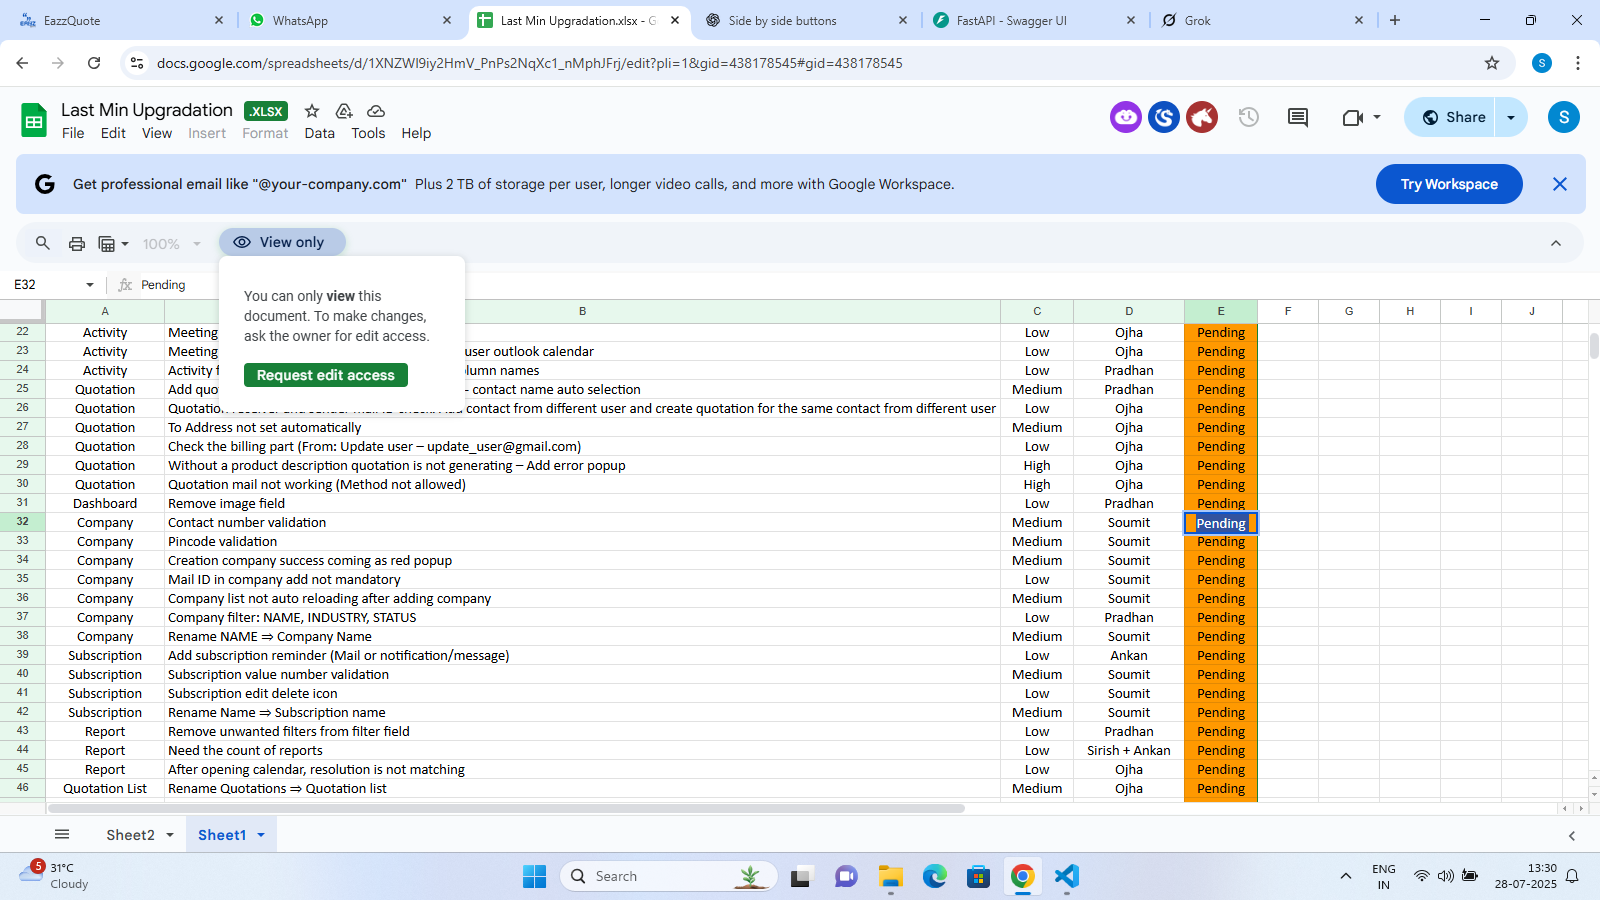 EazzQuote
WhatsApp
Last Min Upgradation.xlsx - G
Side by side buttons
FastAPI - Swagger UI
Grok
docs.google.com/spreadsheets/d/1XNZWI9iy2HmV_PnPs2NqXc1_nMphJFrj/edit?pli=1&gid=438178545#gid=438178545
S
Last Min Upgradation .XLSX
File Edit View Insert Format Data Tools Help
Share
S
Get professional email like "@your-company.com" Plus 2 TB of storage per user, longer video calls, and more with Google Workspace.
Try Workspace
100%
View only
You can only view this
document. To make changes,
ask the owner for edit access.
Request edit access
E32 fx Pending
A B C D E F G H I J
22 Activity Meeting Low Ojha Pending
23 Activity Meeting user outlook calendar Low Ojha Pending
24 Activity Activity f lumn names Low Pradhan Pending
25 Quotation Add quo - contact name auto selection Medium Pradhan Pending
26 Quotation Quotation contact from different user and create quotation for the same contact from different user Low Ojha Pending
27 Quotation To Address not set automatically Medium Ojha Pending
28 Quotation Check the billing part (From: Update user – update_user@gmail.com) Low Ojha Pending
29 Quotation Without a product description quotation is not generating – Add error popup High Ojha Pending
30 Quotation Quotation mail not working (Method not allowed) High Ojha Pending
31 Dashboard Remove image field Low Pradhan Pending
32 Company Contact number validation Medium Soumit Pending
33 Company Pincode validation Medium Soumit Pending
34 Company Creation company success coming as red popup Medium Soumit Pending
35 Company Mail ID in company add not mandatory Low Soumit Pending
36 Company Company list not auto reloading after adding company Medium Soumit Pending
37 Company Company filter: NAME, INDUSTRY, STATUS Low Pradhan Pending
38 Company Rename NAME ⇒ Company Name Medium Soumit Pending
39 Subscription Add subscription reminder (Mail or notification/message) Low Ankan Pending
40 Subscription Subscription value number validation Medium Soumit Pending
41 Subscription Subscription edit delete icon Low Soumit Pending
42 Subscription Rename Name ⇒ Subscription name Medium Soumit Pending
43 Report Remove unwanted filters from filter field Low Pradhan Pending
44 Report Need the count of reports Low Sirish + Ankan Pending
45 Report After opening calendar, resolution is not matching Low Ojha Pending
46 Quotation List Rename Quotations ⇒ Quotation list Medium Ojha Pending
Sheet2 Sheet1
5
31°C
Cloudy
Search
ENG
IN
13:30
28-07-2025